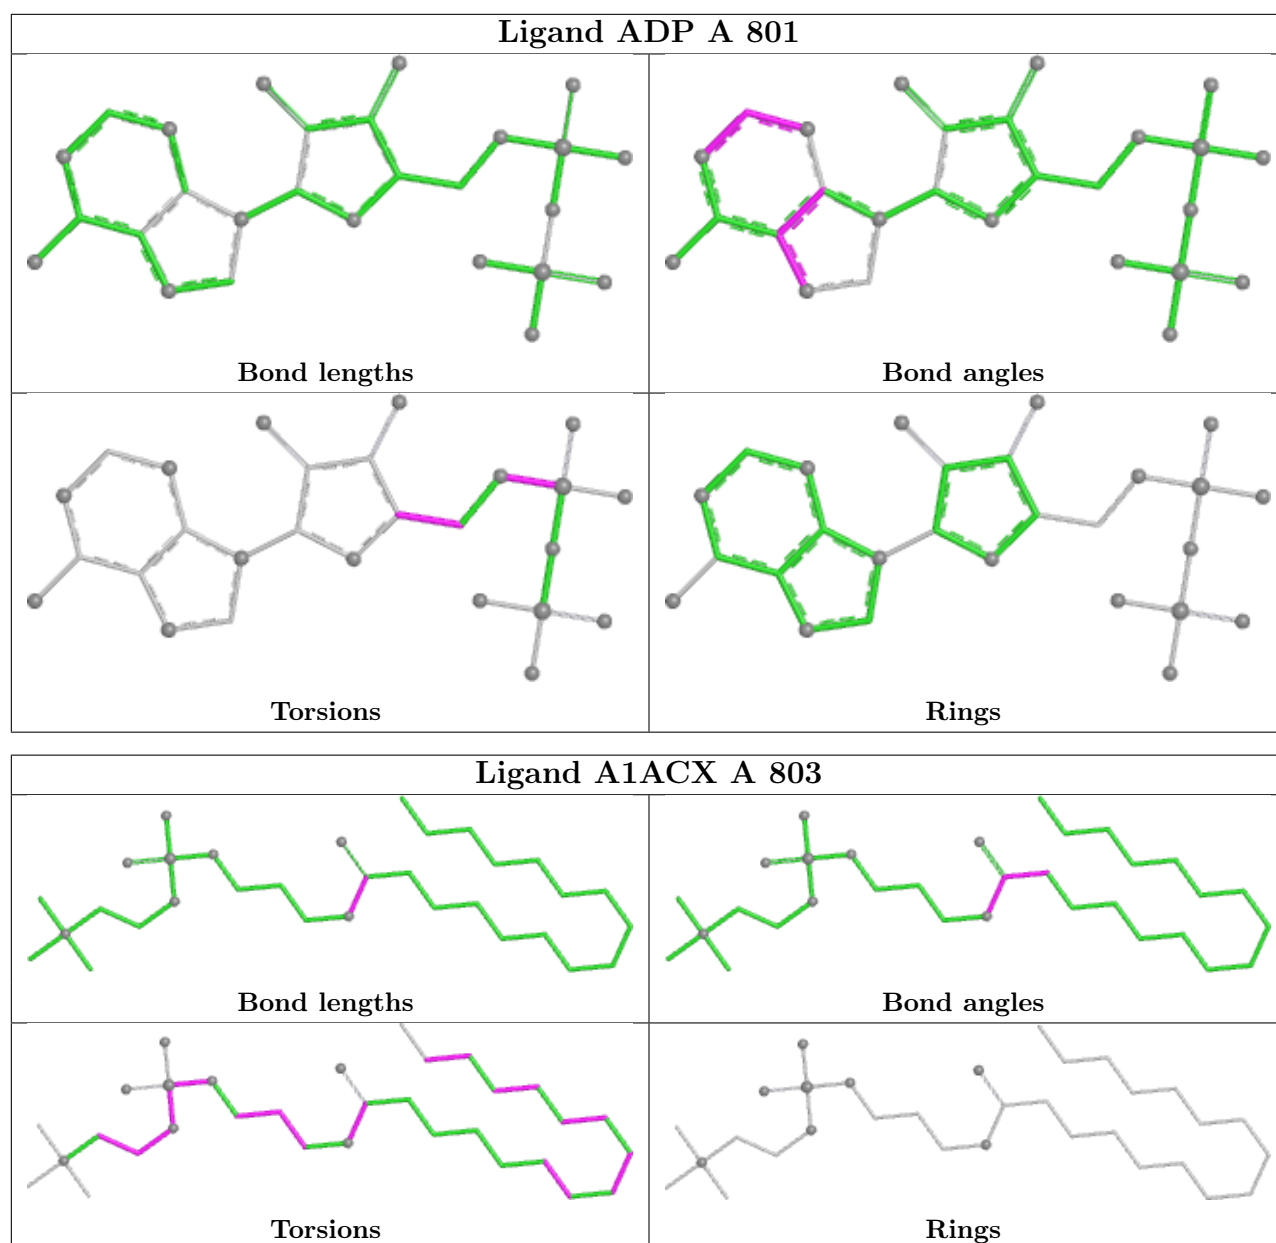 Ligand ADP A 801
Bond lengths
Bond angles
Torsions
Rings
Ligand A1ACX A 803
Bond lengths
Bond angles
Torsions
Rings